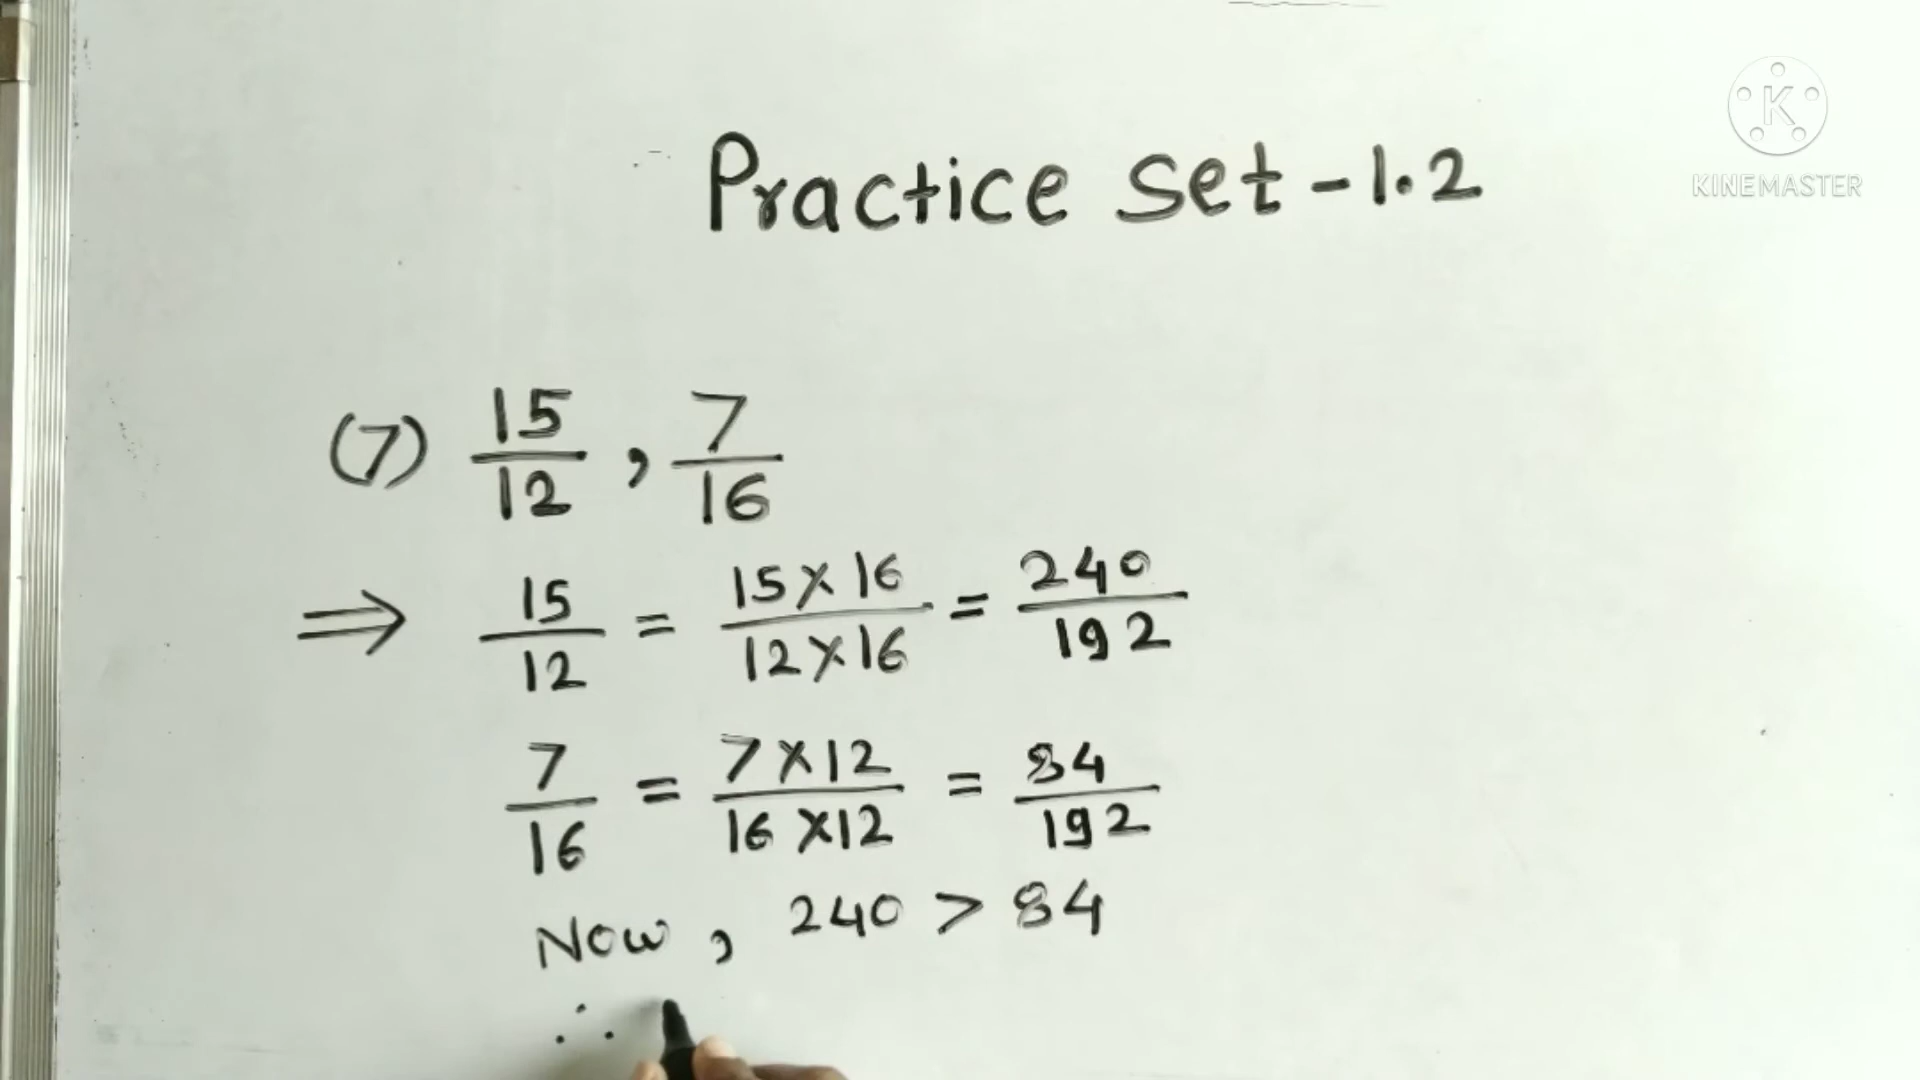 K
KINEMASTER
Practice Set-1.2
(7) 15/12 , 7/16
⇒ 15/12 = 15×16/12×16 = 240/192
7/16 = 7×12/16×12 = 84/192
Now, 240 > 84
∴